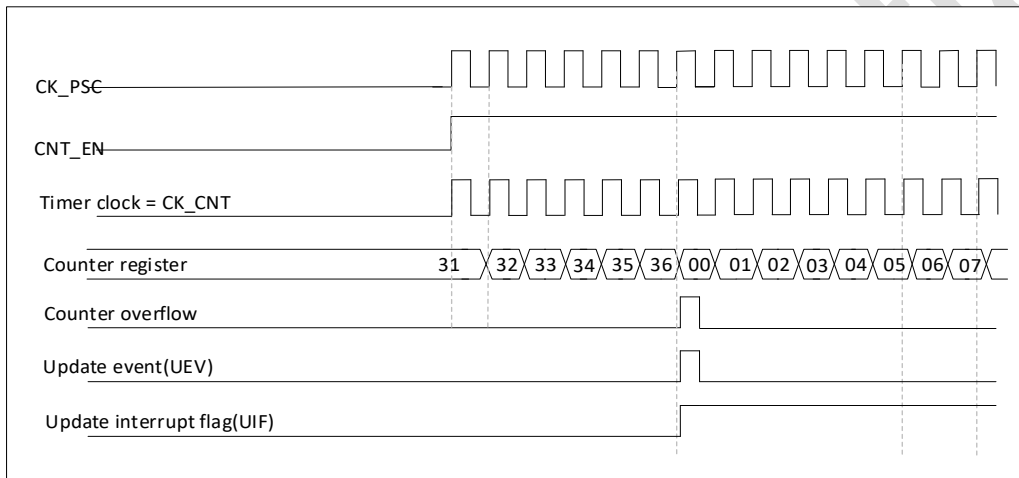 CK_PSC
CNT_EN
Timer clock = CK_CNT
Counter register 31 32 33 34 35 36 00 01 02 03 04 05 06 07
Counter overflow
Update event(UEV)
Update interrupt flag(UIF)